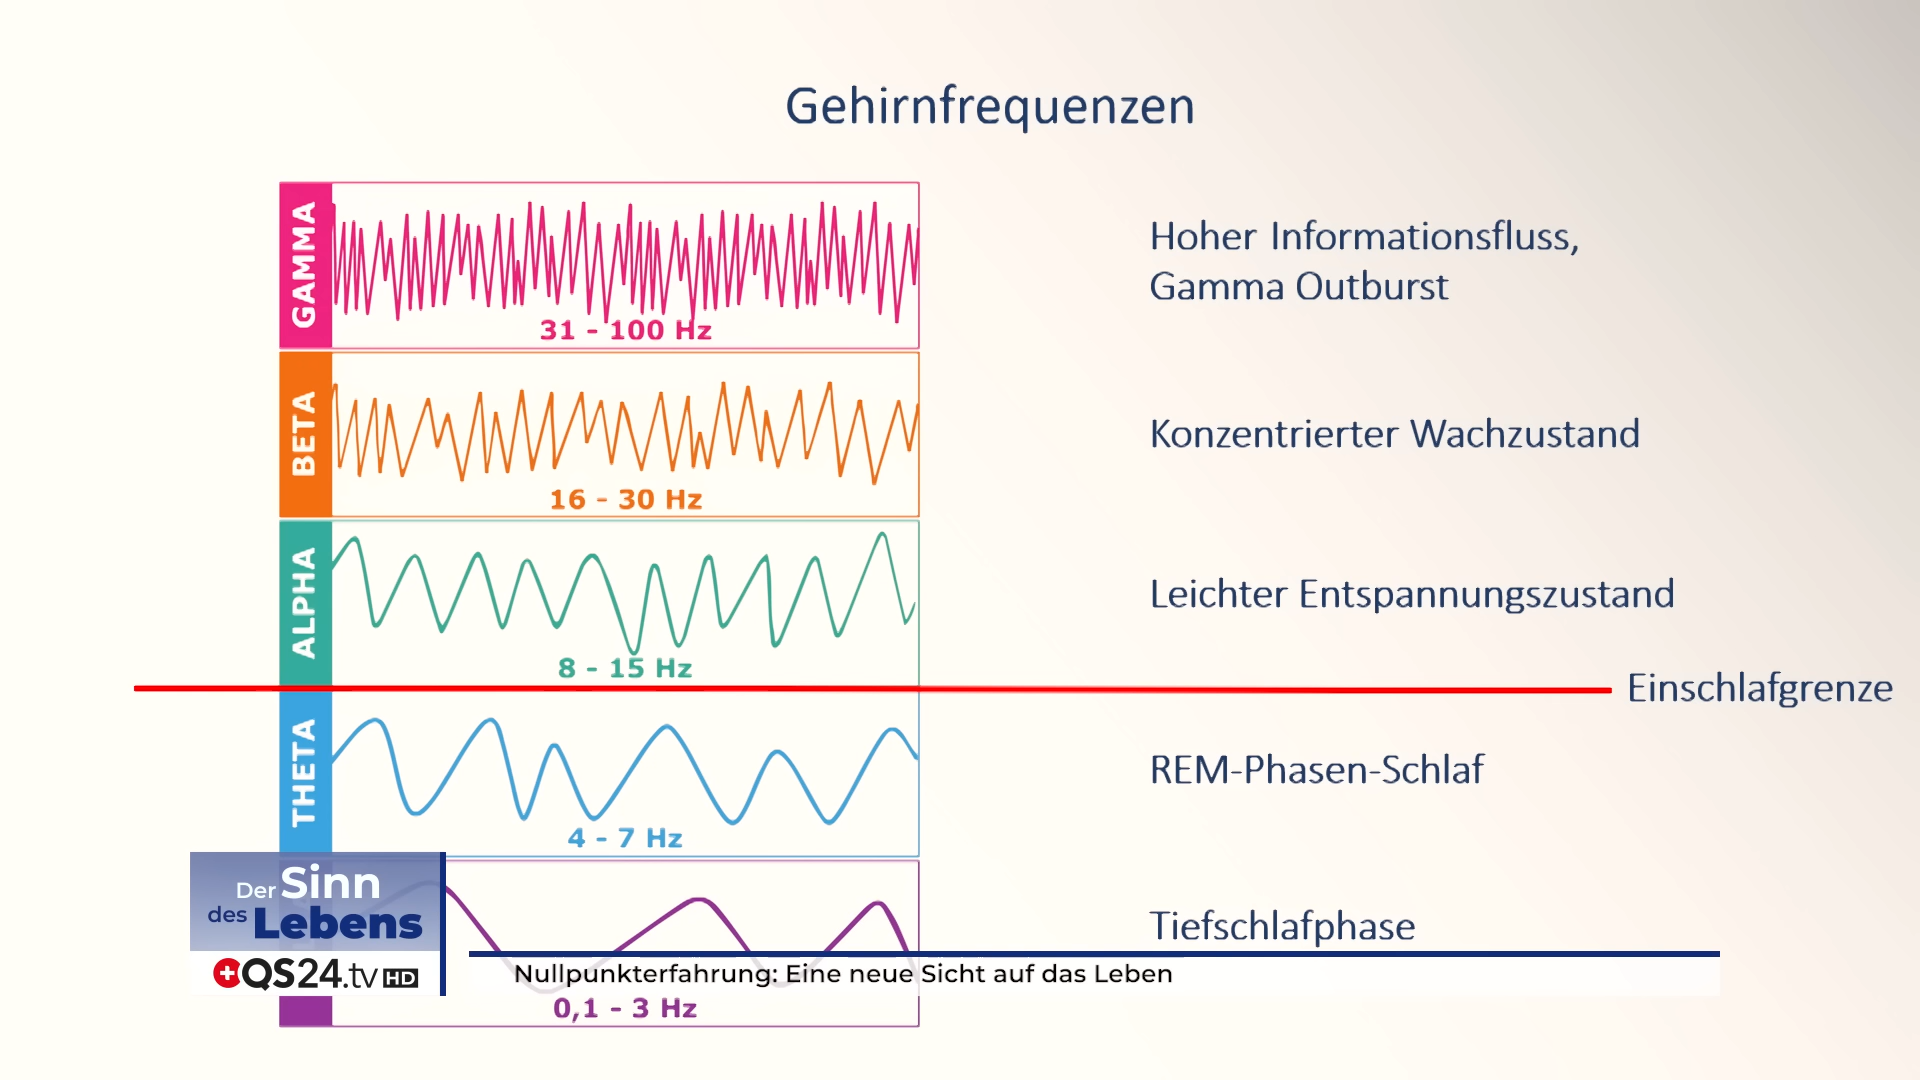 Gehirnfrequenzen
GAMMA
31 - 100 Hz
Hoher Informationsfluss,
Gamma Outburst
BETA
16 - 30 Hz
Konzentrierter Wachzustand
ALPHA
8 - 15 Hz
Leichter Entspannungszustand
Einschlafgrenze
THETA
4 - 7 Hz
REM-Phasen-Schlaf
Tiefschlafphase
0,1 - 3 Hz
Der Sinn
des Lebens
QS24.tv HD
Nullpunkterfahrung: Eine neue Sicht auf das Leben